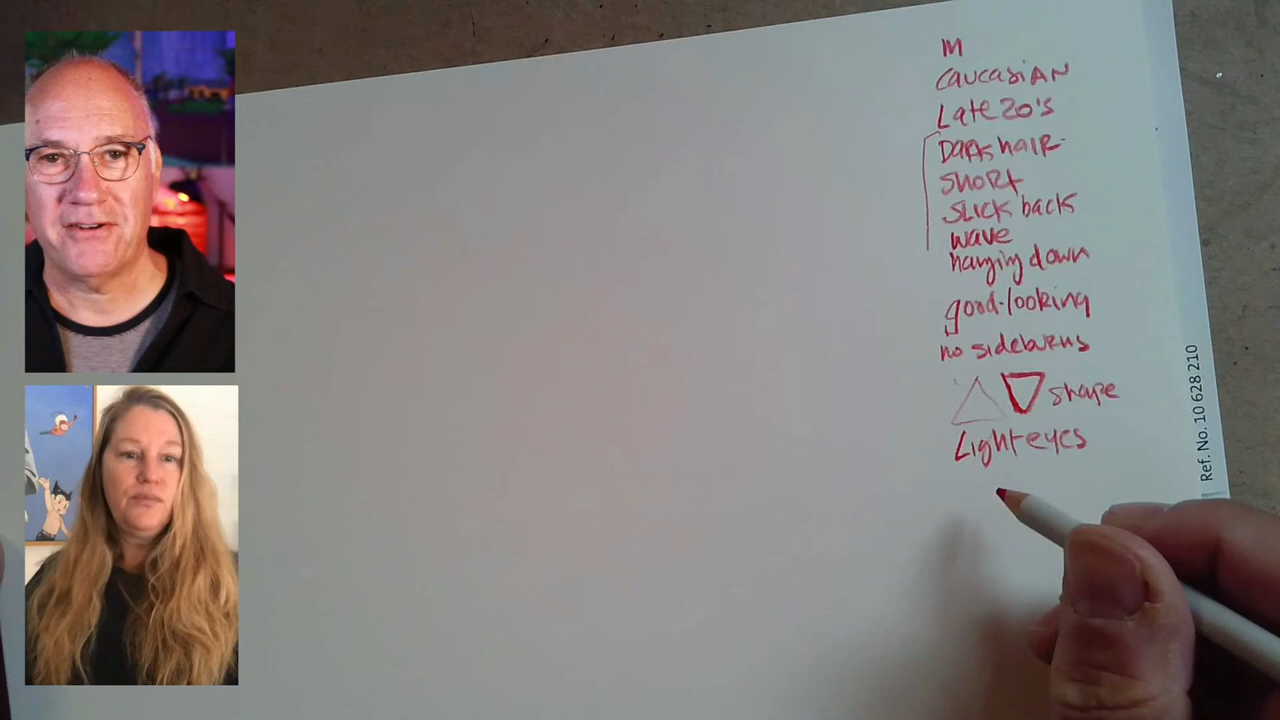 M
CAUCASIAN
Late 20's
DARK hair
short
SLICK back
wave
hanging down
good-looking
no sideburns
shape
Light eyes
Ref. No. 10 628 210